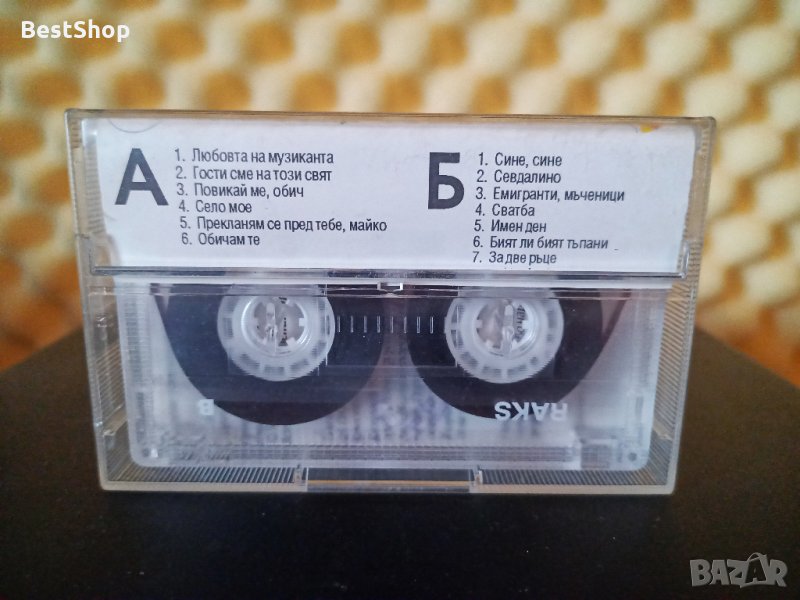 BestShop
А
1. Любовта на музиканта
2. Гости сме на този свят
3. Повикай ме, обич
4. Село мое
5. Прекланям се пред тебе, майко
6. Обичам те
Б
1. Сине, сине
2. Севдалино
3. Емигранти, мъченици
4. Сватба
5. Имен ден
6. Бият ли бият тъпани
7. За две ръце
B
RAKS
BAZAR